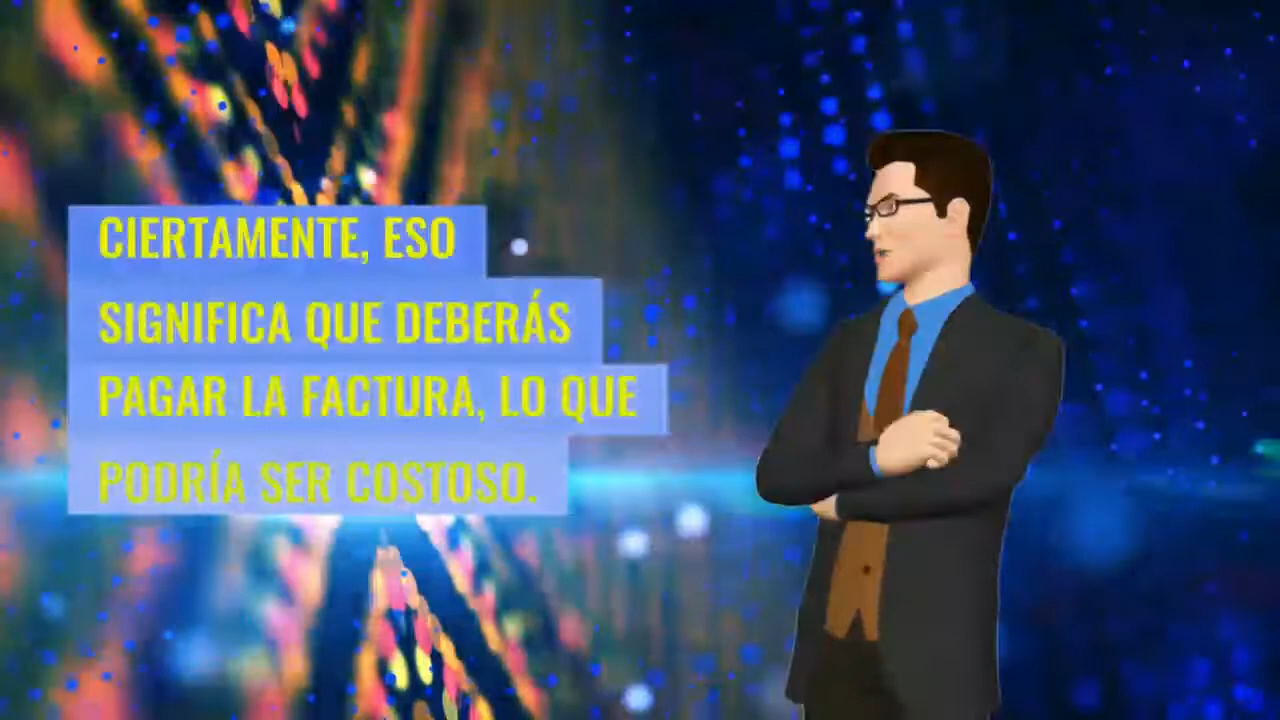 CIERTAMENTE, ESO
SIGNIFICA QUE DEBERÁS
PAGAR LA FACTURA, LO QUE
PODRÍA SER COSTOSO.